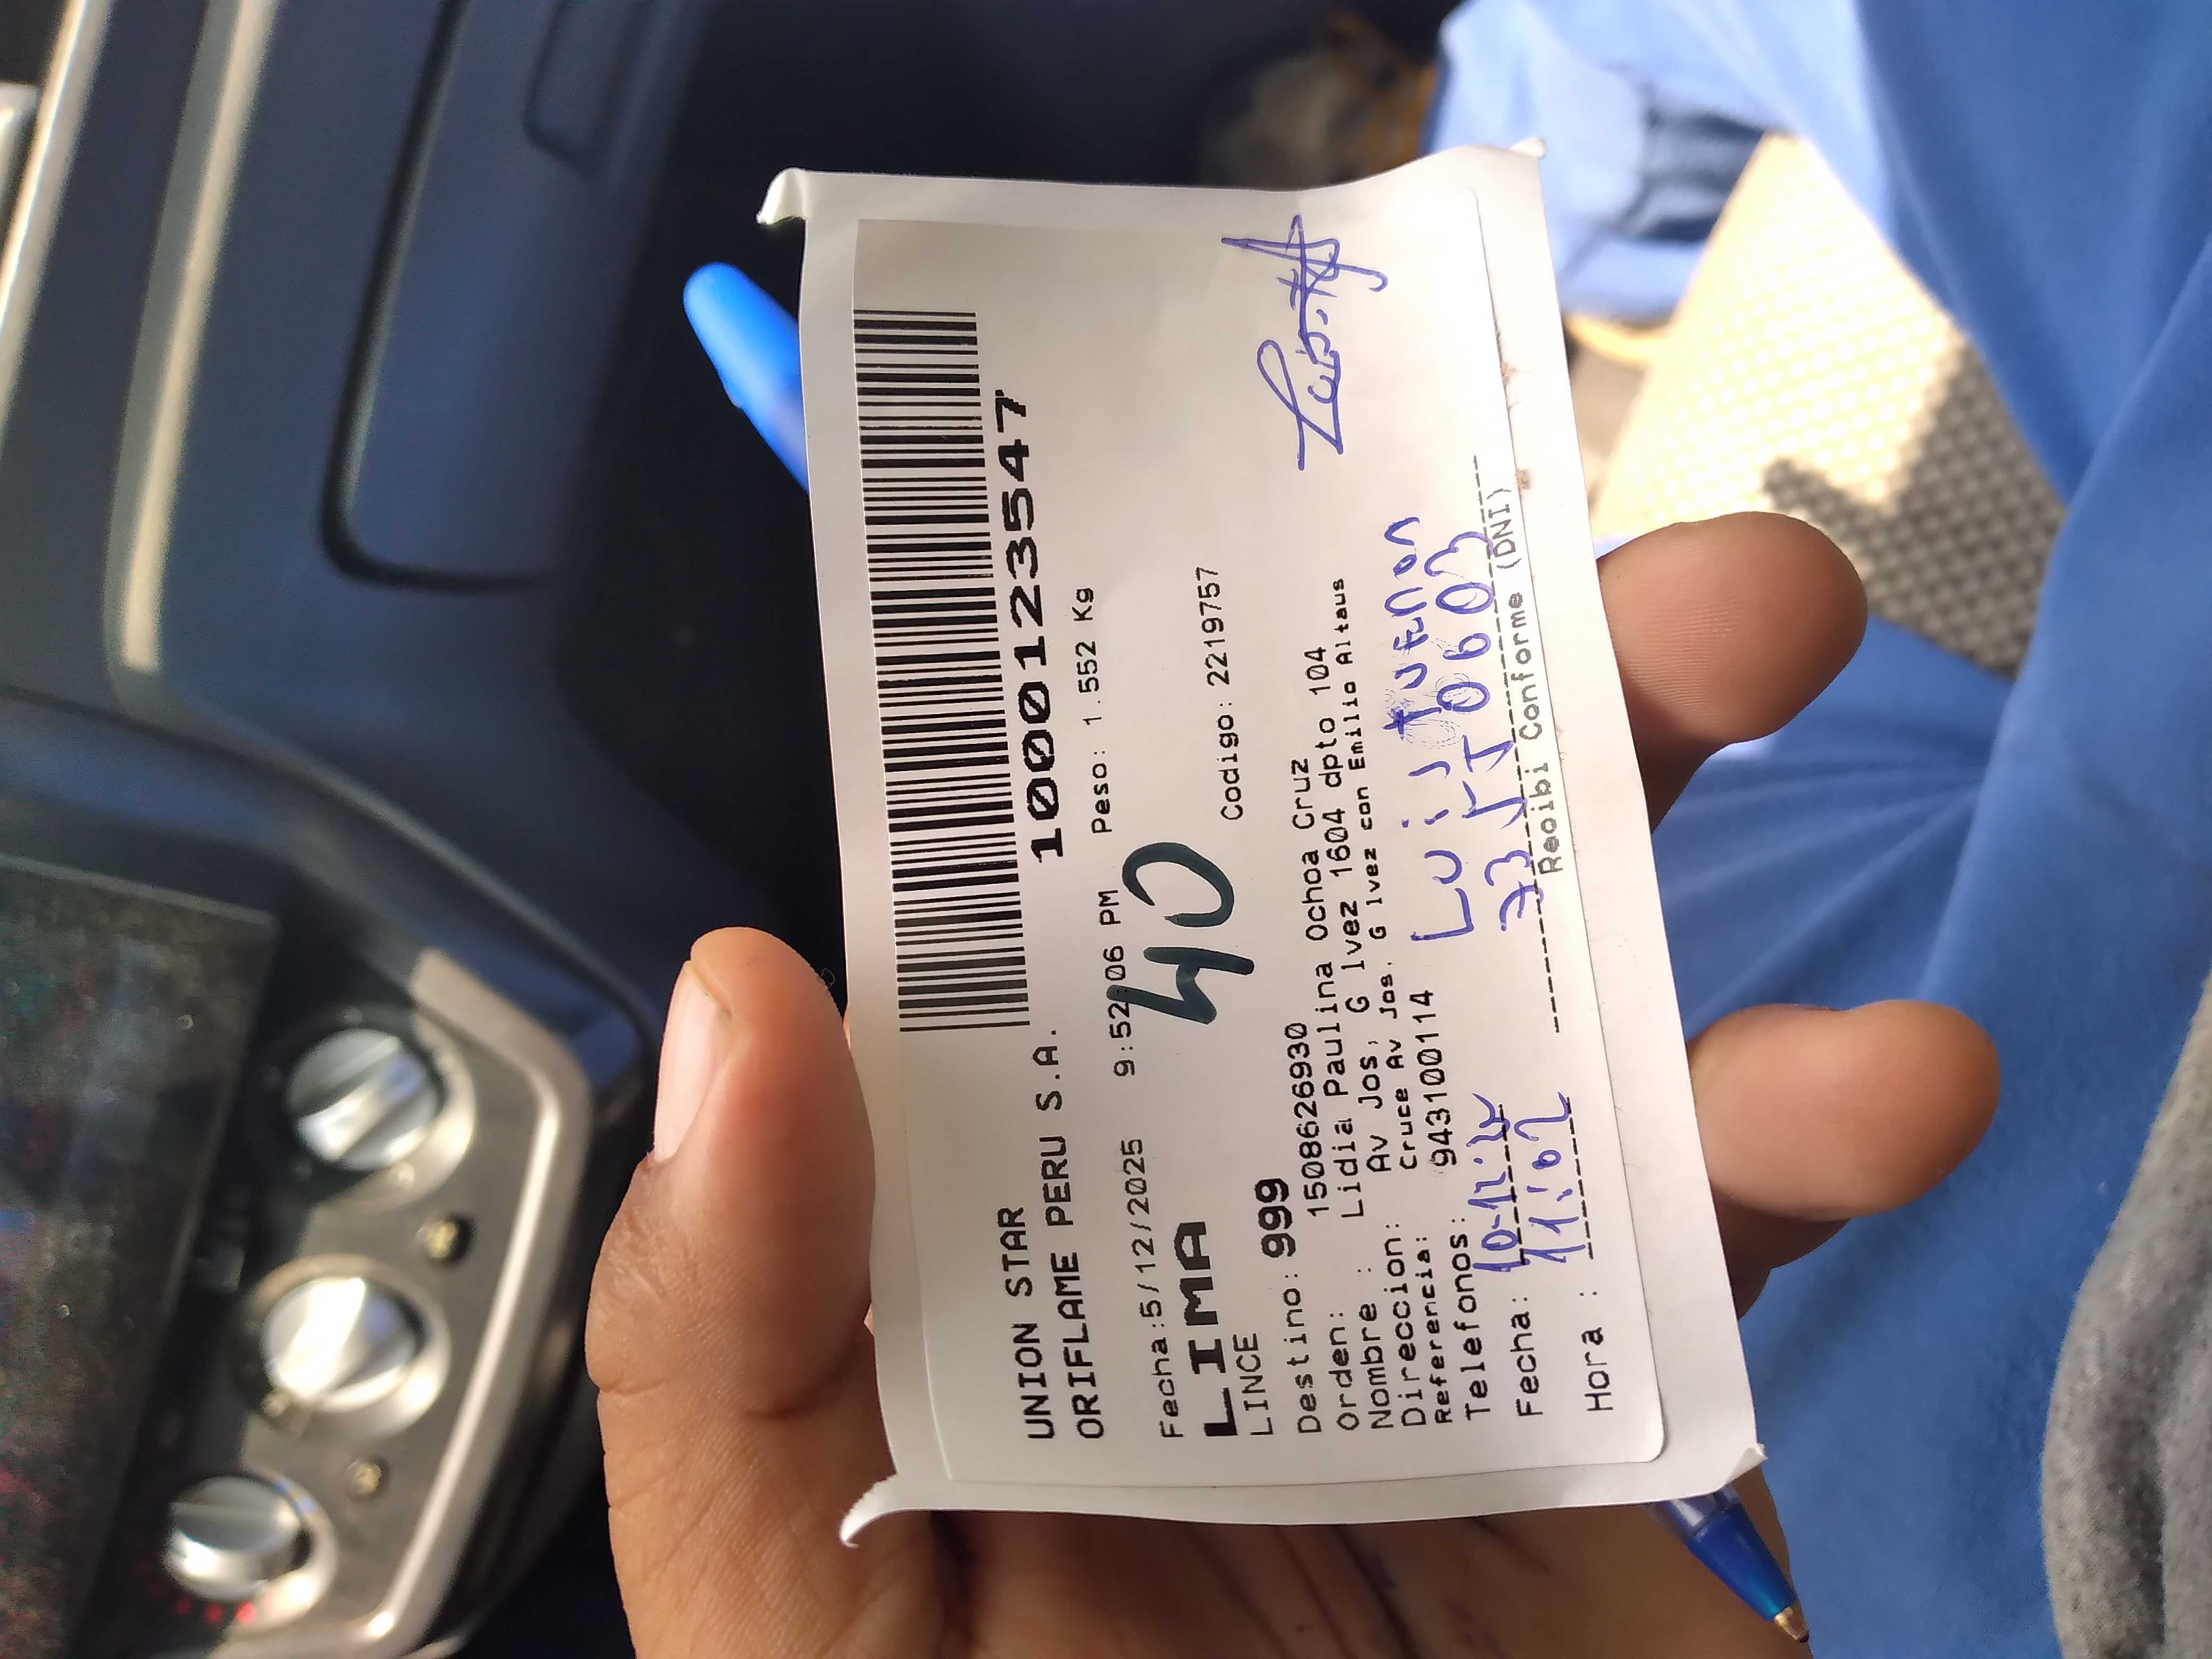 UNION STAR
ORIFLAME PERU S.A.
1000123547
Fecha:5/12/2025 9:52:06 PM Peso: 1.552 Kg
LIMA
40
LINCE
Codigo: 2219757
Destino: 999
Orden: 1508626930
Nombre : Lidia Paulina Ochoa Cruz
Direccion: Av Jos, G lvez 1604 dpto 104
Referencia: Cruce Av Jos. G lvez con Emilio Altaus
Telefonos: 943100114
Luis
Fecha: 10-12
Hora : 11:02
Recibi Conforme (DNI)